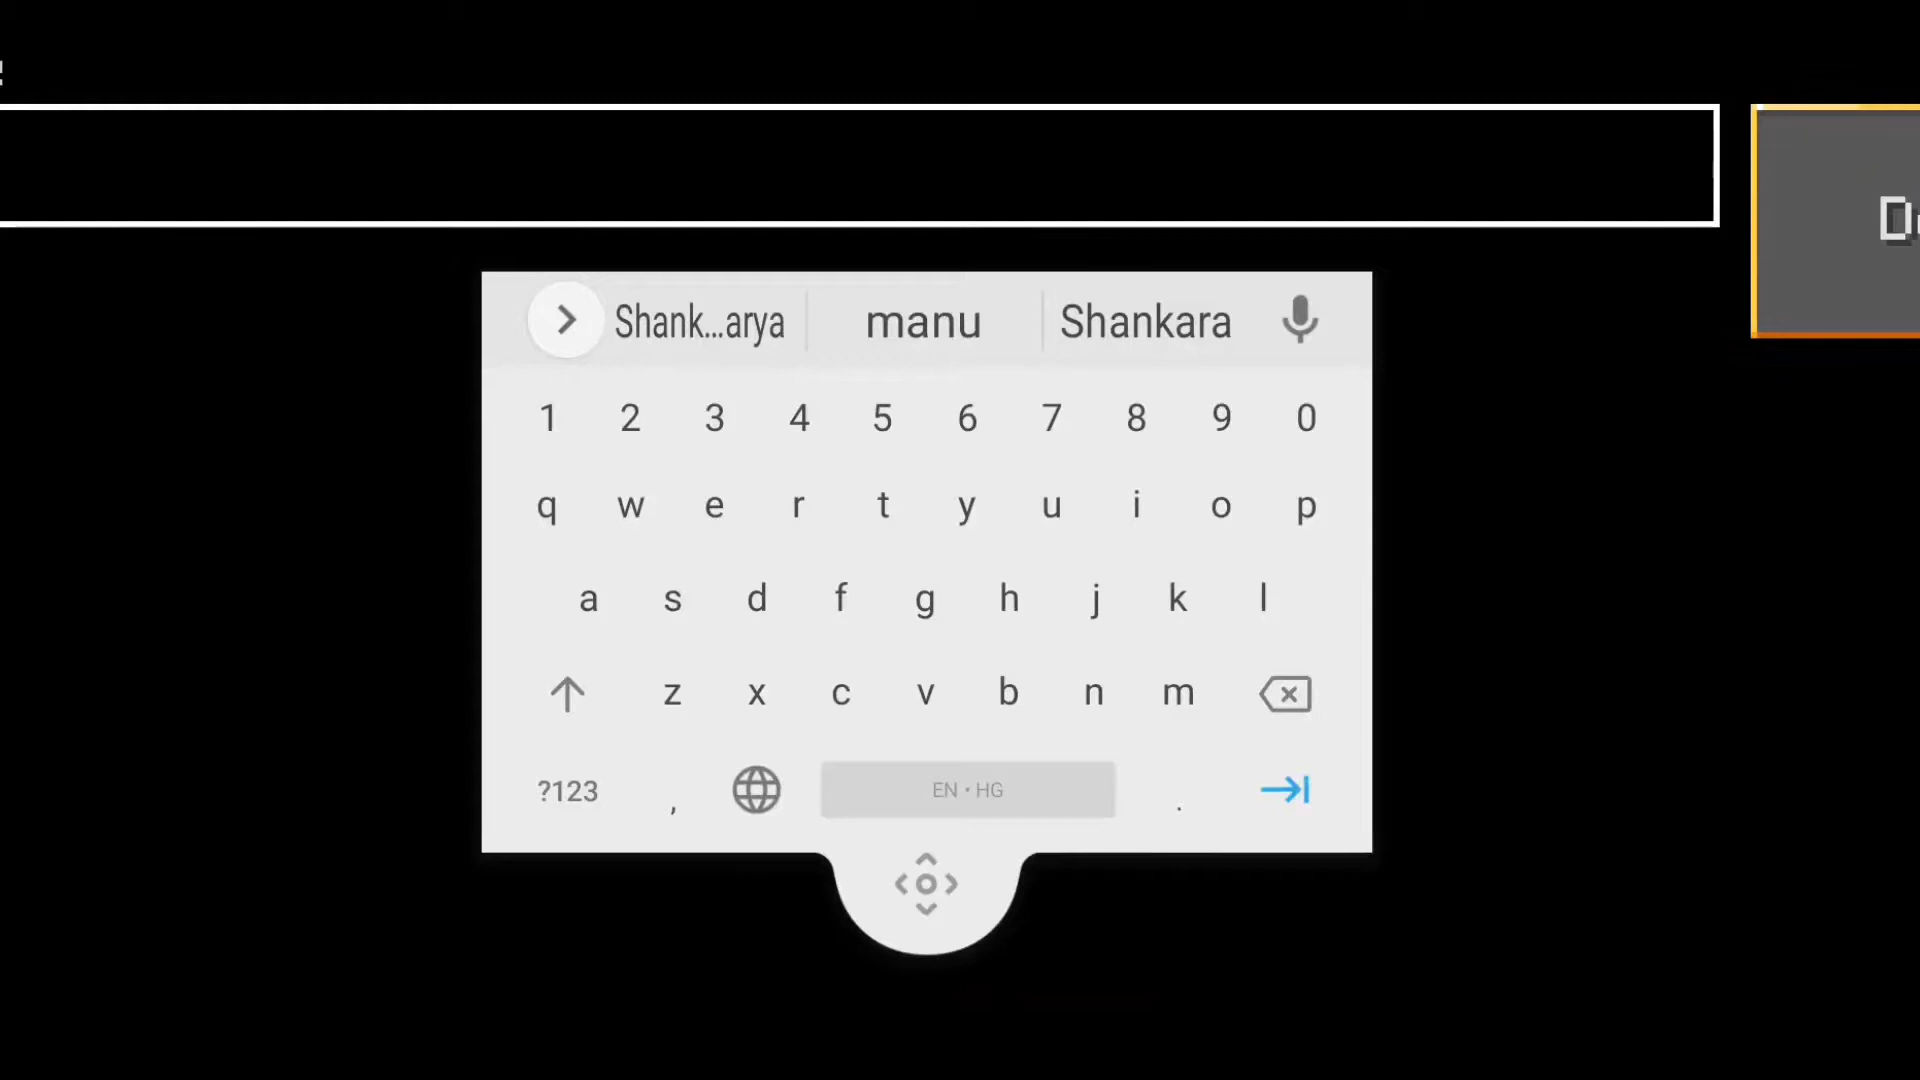 Shank...arya manu Shankara
1 2 3 4 5 6 7 8 9 0
q w e r t y u i o p
a s d f g h j k l
z x c v b n m
?123 , EN • HG .